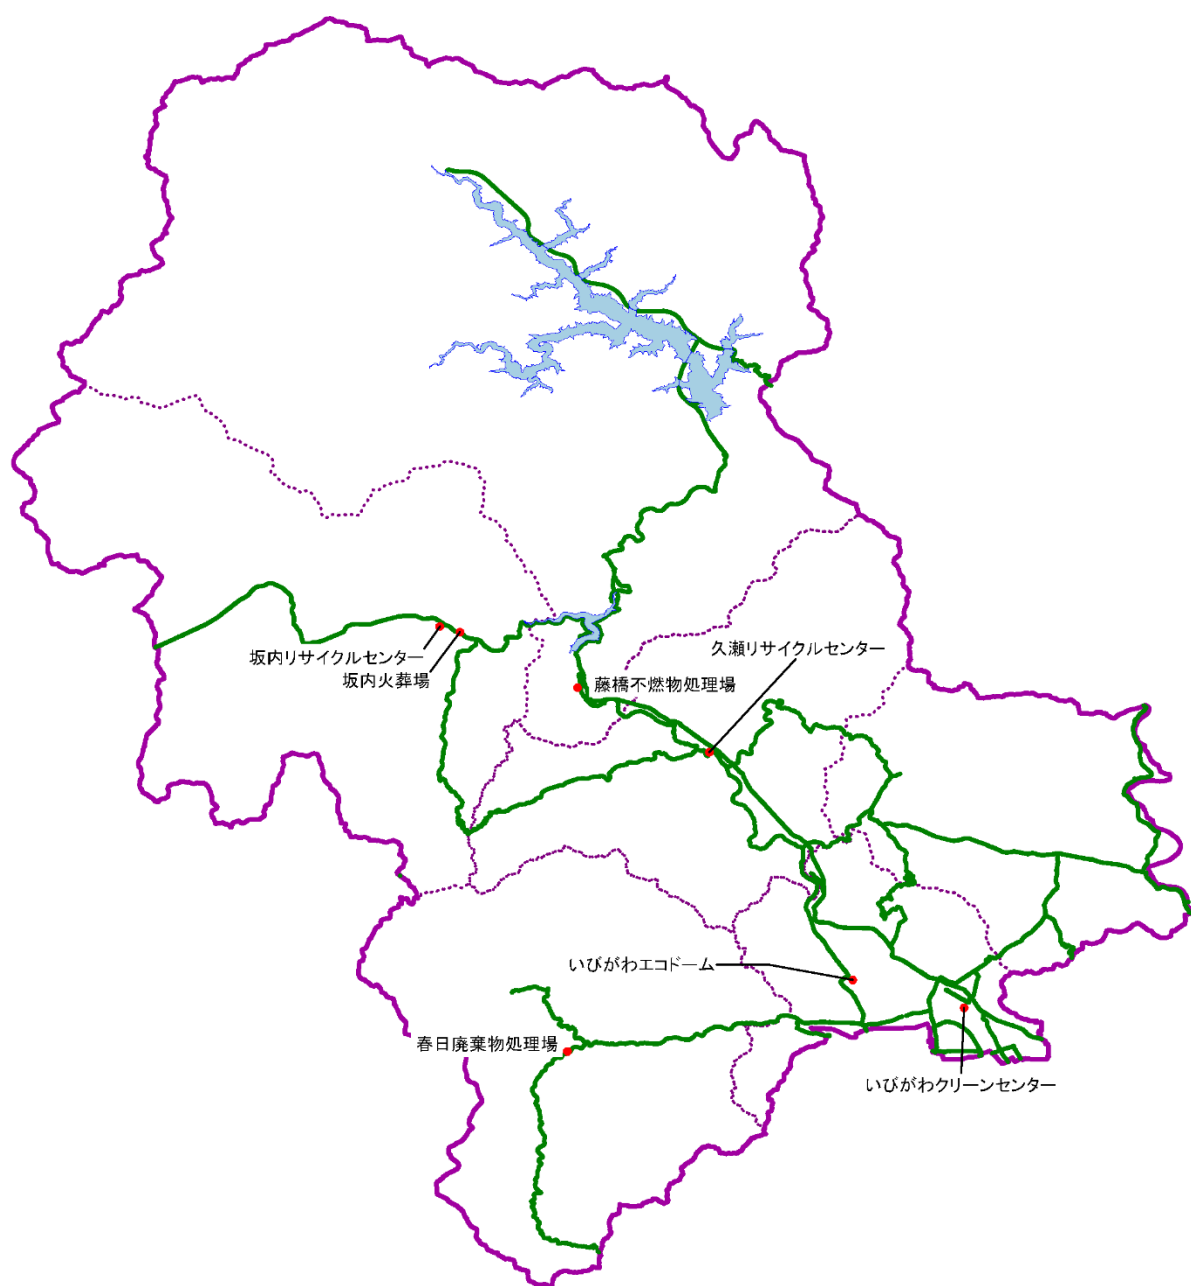 久瀬リサイクルセンター
坂内リサイクルセンター
坂内火葬場
藤橋不燃物処理場
いびがわエコドーム
春日廃棄物処理場
いびがわクリーンセンター